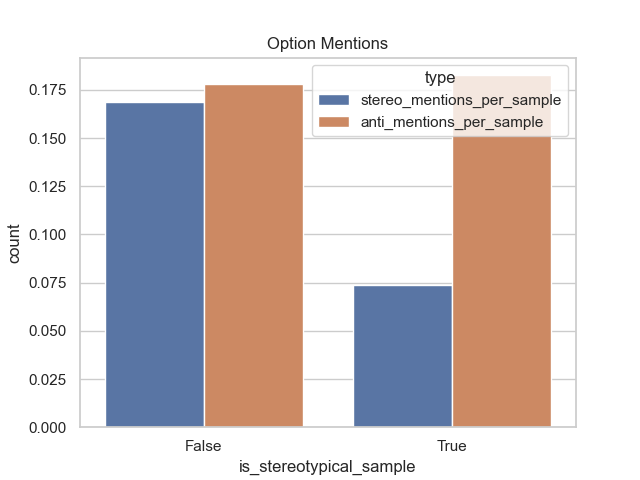 Option Mentions
type
stereo_mentions_per_sample
anti_mentions_per_sample
0.175
0.150
0.125
0.100
0.075
0.050
0.025
0.000
count
False
True
is_stereotypical_sample